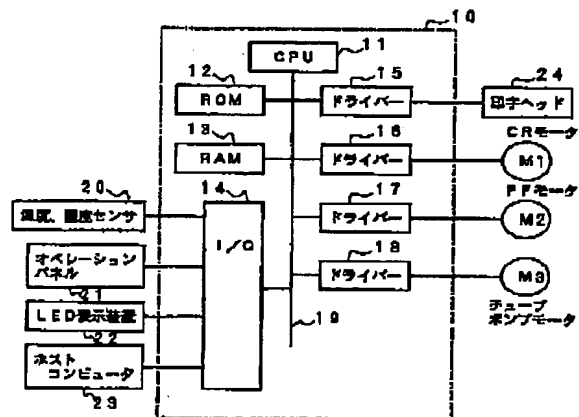 10
CPU
11
12
ROM
15
ドライバー
24
印字ヘッド
13
RAM
16
ドライバー
CRモータ
M1
20
温度、湿度センサ
14
I/O
17
ドライバー
PFモータ
M2
オペレーション
パネル
21
18
ドライバー
M3
LED表示装置
22
19
チューブ
ポンプモータ
ホスト
コンピュータ
23